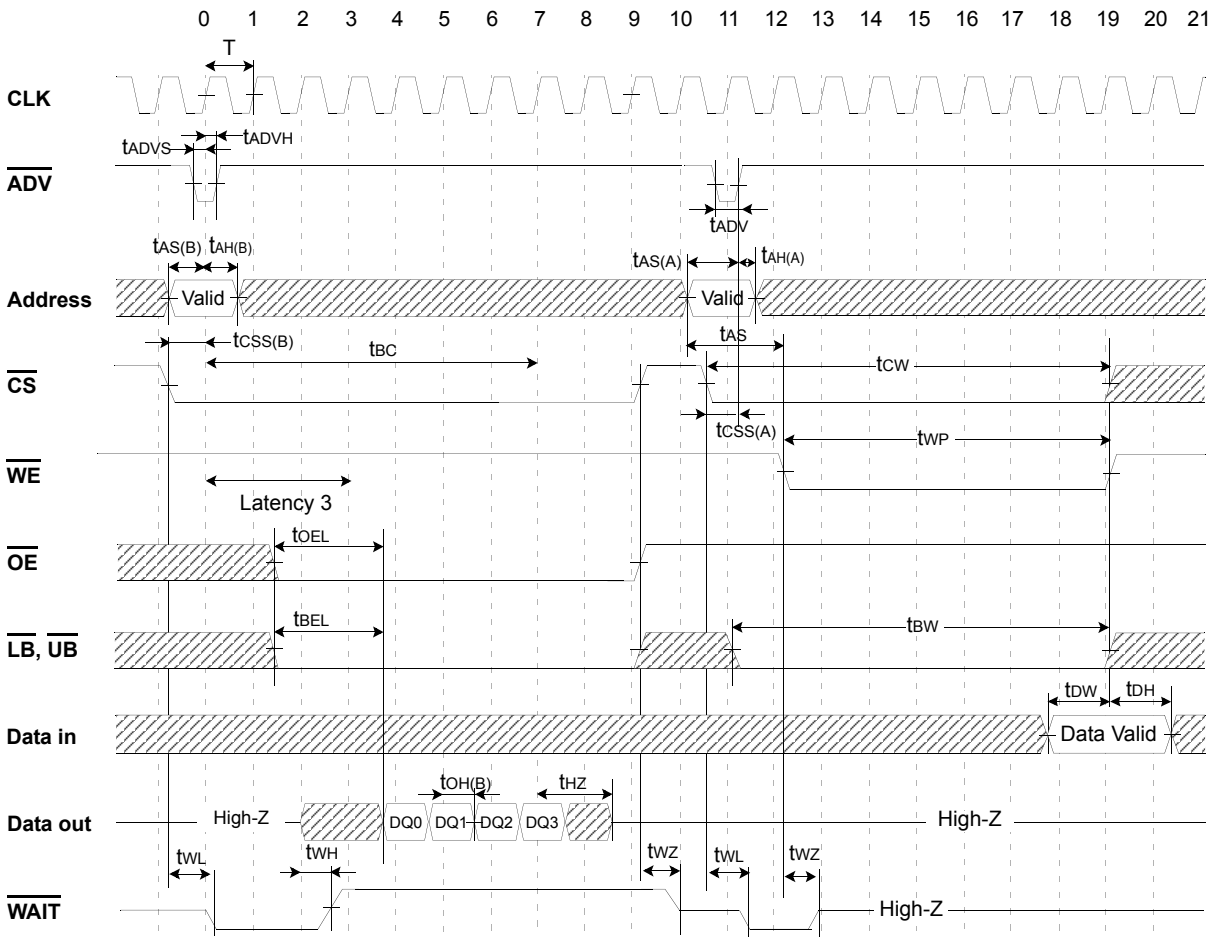 0 1 2 3 4 5 6 7 8 9 10 11 12 13 14 15 16 17 18 19 20 21
T
CLK
tADVS tADVH
ADV
tADV
tAS(B) tAH(B) tAS(A) tAH(A)
Address Valid Valid
tCSS(B) tBC tAS
CS tCW
tCSS(A)
tWP
WE
Latency 3
tOEL
OE
tBEL tBW
LB, UB
tDW tDH
Data in Data Valid
tOH(B) tHZ
Data out High-Z DQ0 DQ1 DQ2 DQ3 High-Z
tWL tWH tWZ tWL tWZ
WAIT High-Z